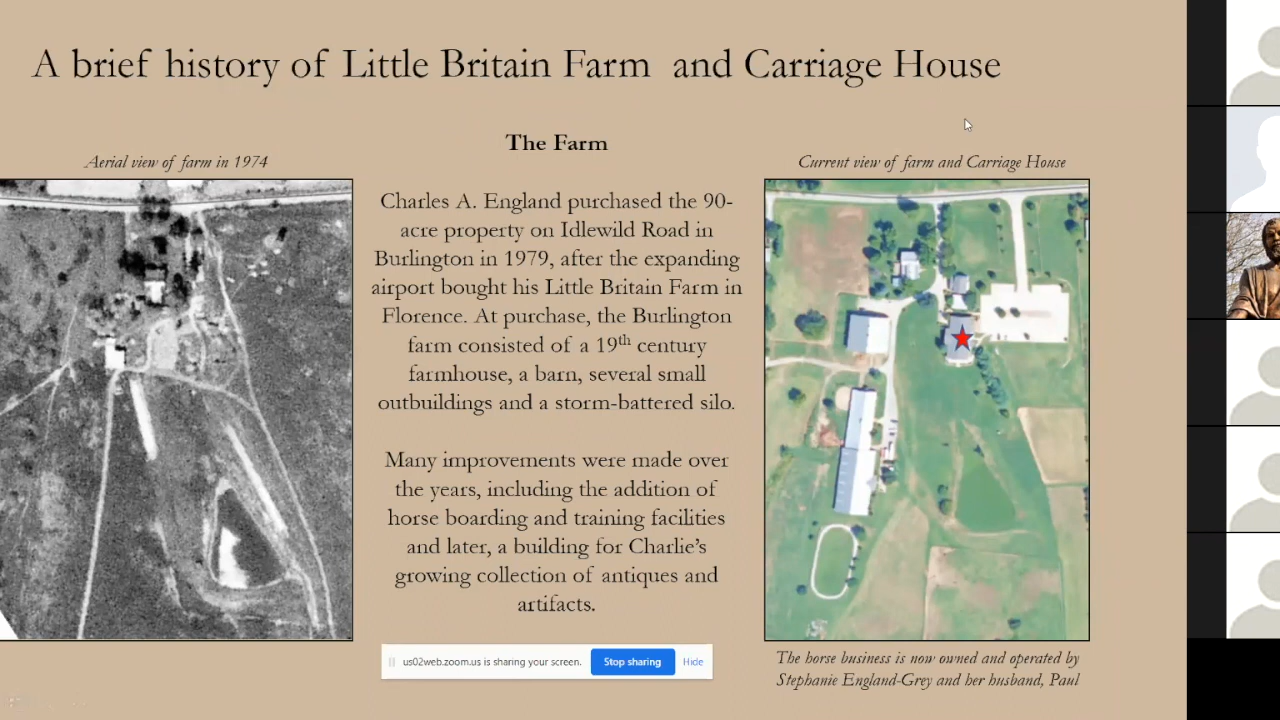 A brief history of Little Britain Farm and Carriage House
The Farm
Aerial view of farm in 1974
Current view of farm and Carriage House
Charles A. England purchased the 90-
acre property on Idlewild Road in
Burlington in 1979, after the expanding
airport bought his Little Britain Farm in
Florence. At purchase, the Burlington
farm consisted of a 19th century
farmhouse, a barn, several small
outbuildings and a storm-battered silo.
Many improvements were made over
the years, including the addition of
horse boarding and training facilities
and later, a building for Charlie's
growing collection of antiques and
artifacts.
us02web.zoom.us is sharing your screen.
Stop sharing
Hide
The horse business is now owned and operated by
Stephanie England-Grey and her husband, Paul